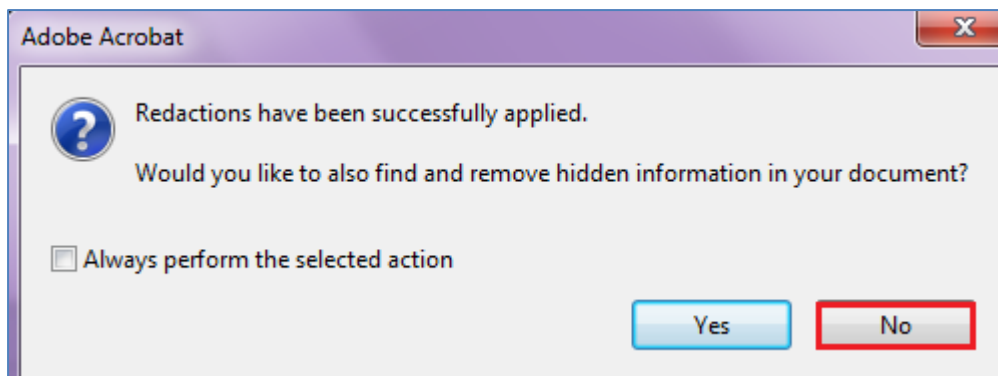 Adobe Acrobat
Redactions have been successfully applied.
Would you like to also find and remove hidden information in your document?
Always perform the selected action
Yes No